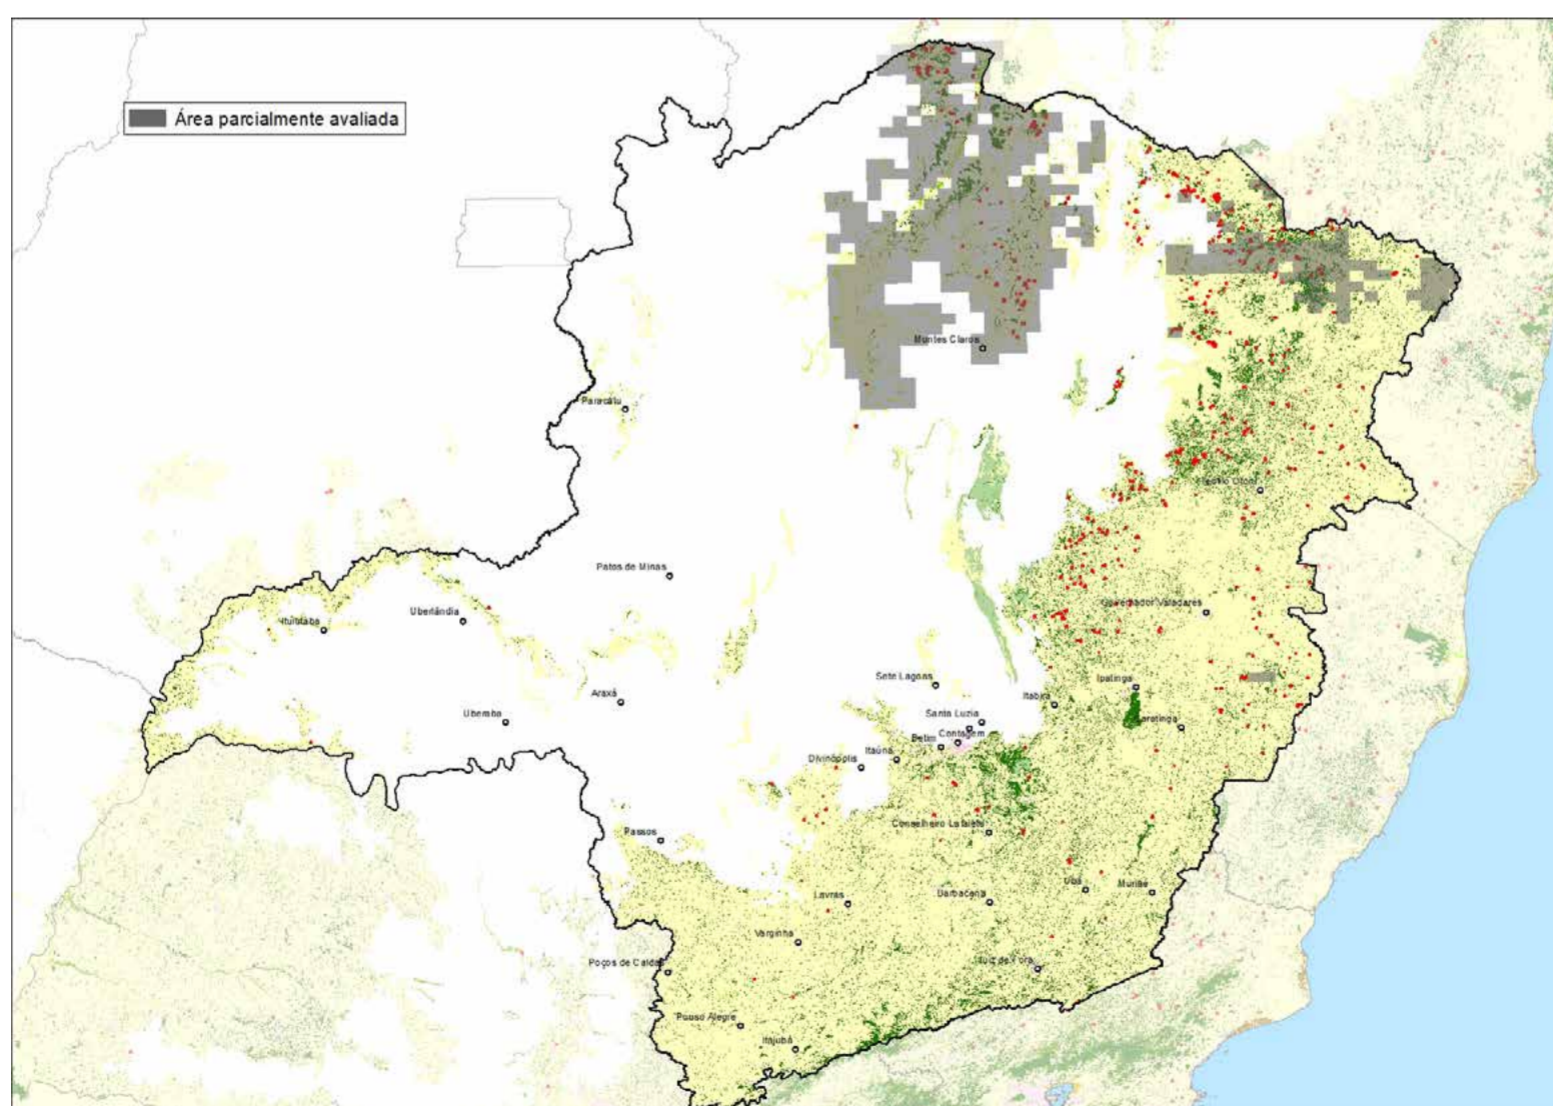 Área parcialmente avaliada
Montes Claros
Paracatu
Teófilo Otoni
Patos de Minas
Uberlândia
Ituiutaba
Governador Valadares
Sete Lagoas
Ipatinga
Araxá
Itabira
Uberaba
Santa Luzia
Caratinga
Contagem
Betim
Itaúna
Divinópolis
Conselheiro Lafaiete
Passos
Ubá
Muriaé
Lavras
Barbacena
Varginha
Poços de Caldas
Juiz de Fora
Pouso Alegre
Itajubá